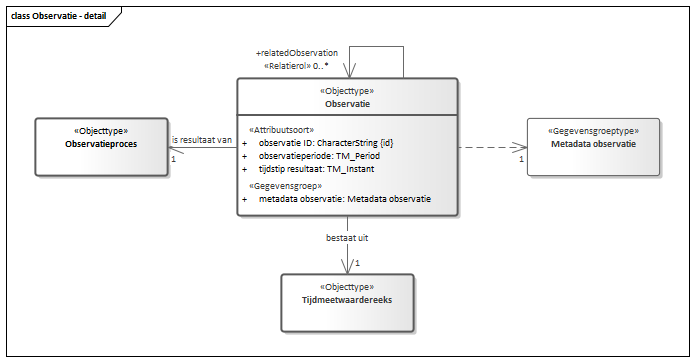 class Observatie - detail
+relatedObservation
«Relatierol» 0..*
«Objecttype»
Observatie
«Attribuutsoort»
+ observatie ID: CharacterString {id}
+ observatieperiode: TM_Period
+ tijdstip resultaat: TM_Instant
«Gegevensgroep»
+ metadata observatie: Metadata observatie
«Objecttype»
Observatieproces
is resultaat van
1
«Gegevensgroeptype»
Metadata observatie
1
bestaat uit
1
«Objecttype»
Tijdmeetwaardereeks